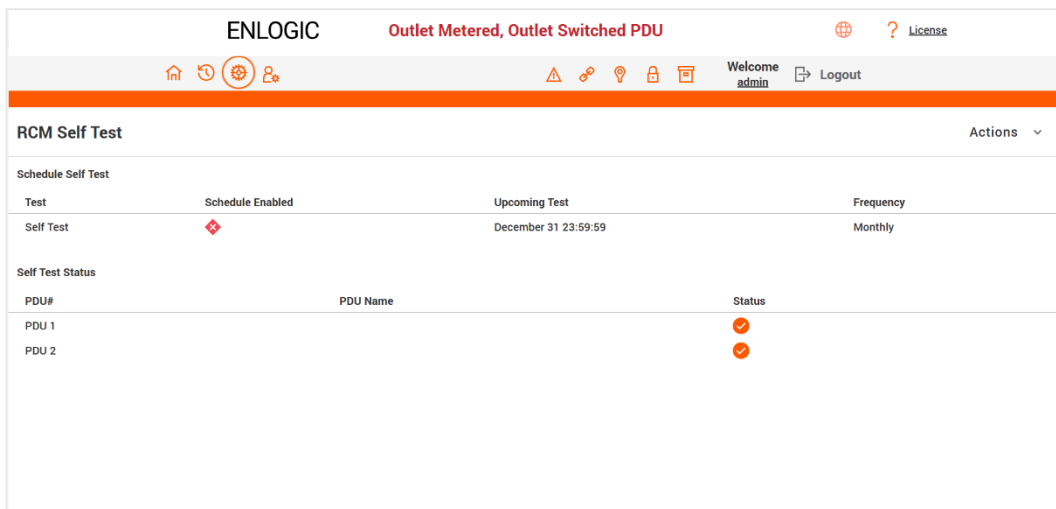 ENLOGIC Outlet Metered, Outlet Switched PDU License
Welcome
admin Logout
RCM Self Test Actions
Schedule Self Test
Test Schedule Enabled Upcoming Test Frequency
Self Test December 31 23:59:59 Monthly
Self Test Status
PDU# PDU Name Status
PDU 1
PDU 2